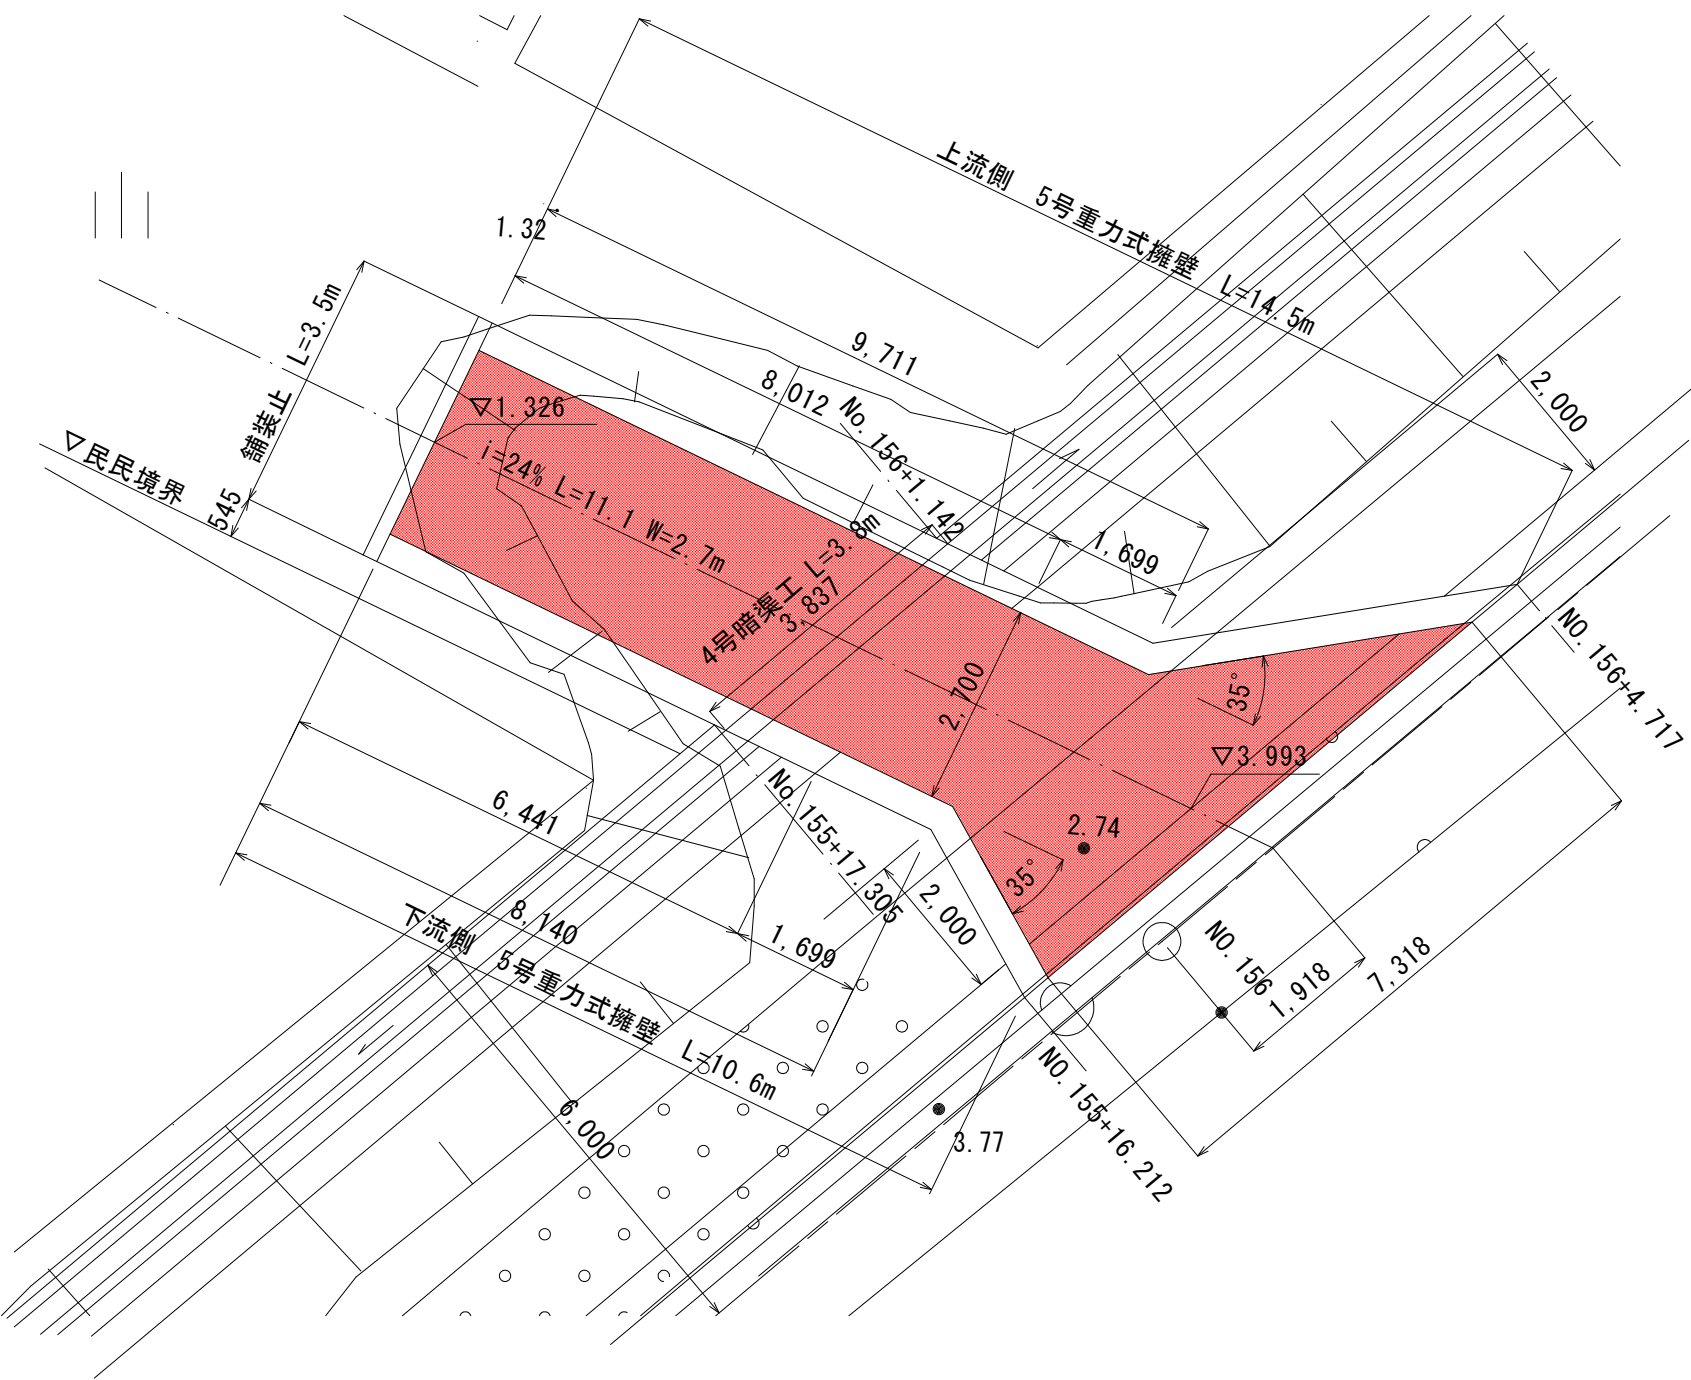 上流側　5号重力式擁壁　L=14.5m
1.32
9,711
8,012
2,000
舗装止　L=3.5m
▽1.326
No.156+1.142
i=24% L=11.1 W=2.7m
▽民民境界
545
1,699
4号暗渠工 L=3.8m
3,837
NO.156+4.717
2,700
35°
▽3.993
No.155+17.305
6,441
2.74
35°
8,140
2,000
1,699
下流側　5号重力式擁壁　L=10.6m
NO.156
1,918
7,318
6,000
3.77
NO.155+16.212